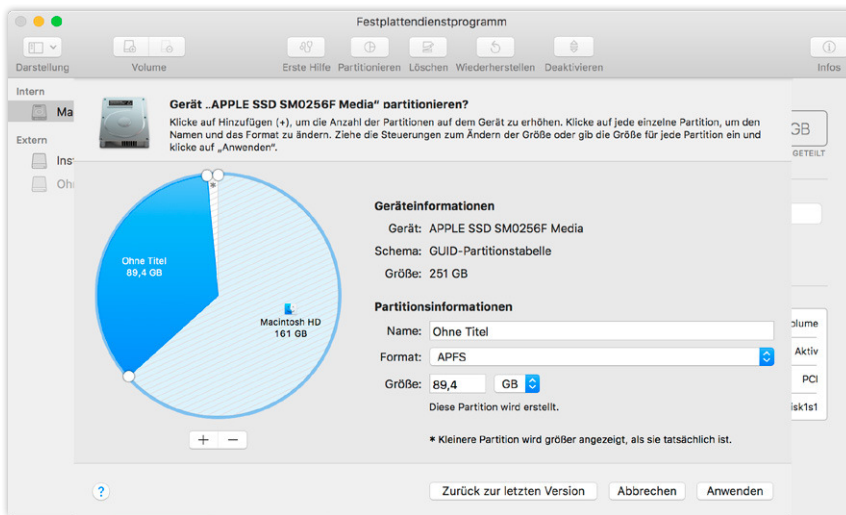 Festplattendienstprogramm
Darstellung
Volume
Erste Hilfe
Partitionieren
Löschen
Wiederherstellen
Deaktivieren
Infos
Intern
Ma
Extern
Ins
Oh
GB
GETEILT
Gerät „APPLE SSD SM0256F Media“ partitionieren?
Klicke auf Hinzufügen (+), um die Anzahl der Partitionen auf dem Gerät zu erhöhen. Klicke auf jede einzelne Partition, um den
Namen und das Format zu ändern. Ziehe die Steuerungen zum Ändern der Größe oder gib die Größe für jede Partition ein und
klicke auf „Anwenden“.
*
Ohne Titel
89,4 GB
Macintosh HD
161 GB
+ −
Geräteinformationen
Gerät: APPLE SSD SM0256F Media
Schema: GUID-Partitionstabelle
Größe: 251 GB
Partitionsinformationen
Name: Ohne Titel
Format: APFS
Größe: 89,4 GB
Diese Partition wird erstellt.
* Kleinere Partition wird größer angezeigt, als sie tatsächlich ist.
olume
Aktiv
PCI
isk1s1
?
Zurück zur letzten Version
Abbrechen
Anwenden